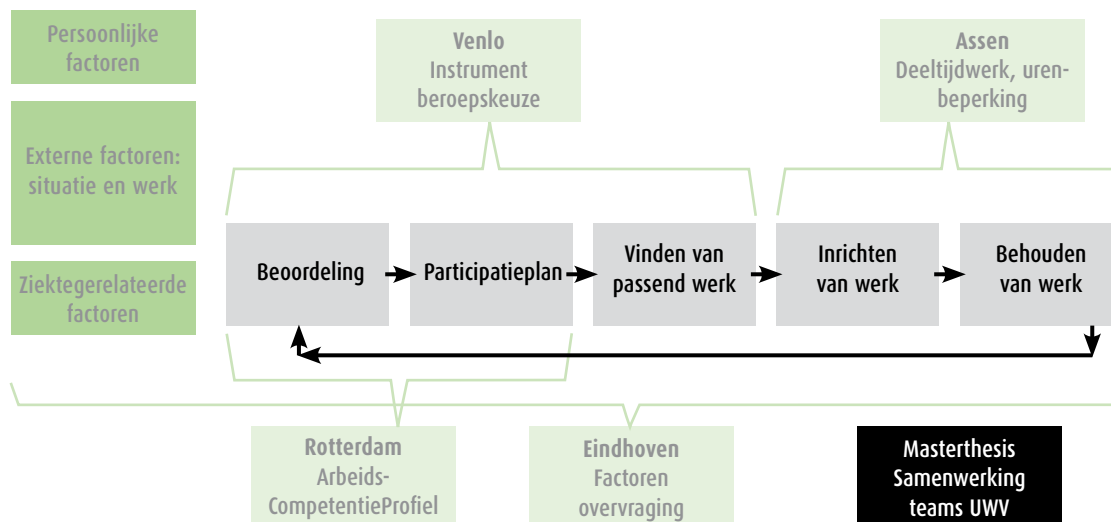 Persoonlijke
factoren
Externe factoren:
situatie en werk
Ziektegerelateerde
factoren
Venlo
Instrument
beroepskeuze
Assen
Deeltijdwerk, uren-
beperking
Beoordeling
Participatieplan
Vinden van
passend werk
Inrichten
van werk
Behouden
van werk
Rotterdam
Arbeids-
CompetentieProfiel
Eindhoven
Factoren
overvraging
Masterthesis
Samenwerking
teams UWV